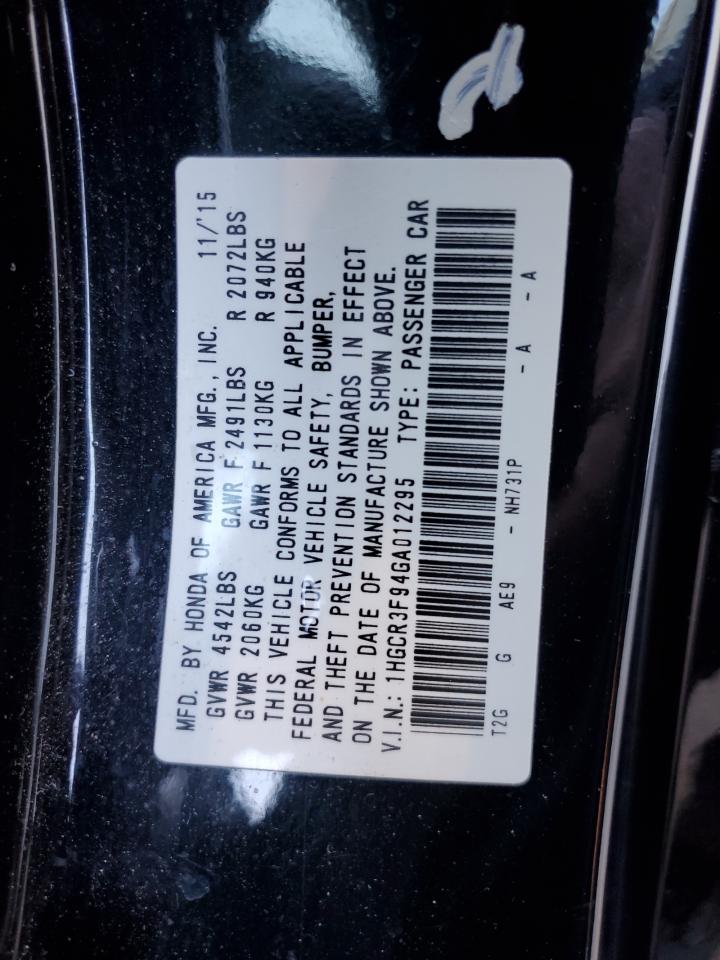 MFD. BY HONDA OF AMERICA MFG., INC. 11/'15
GVWR 4542LBS GAWR F 2491LBS R 2072LBS
GVWR 2060KG GAWR F 1130KG R 940KG
THIS VEHICLE CONFORMS TO ALL APPLICABLE
FEDERAL MOTOR VEHICLE SAFETY, BUMPER,
AND THEFT PREVENTION STANDARDS IN EFFECT
ON THE DATE OF MANUFACTURE SHOWN ABOVE.
V.I.N.: 1HGCR3F94GA012295 TYPE: PASSENGER CAR
T2G G AE9 - NH731P - A - A